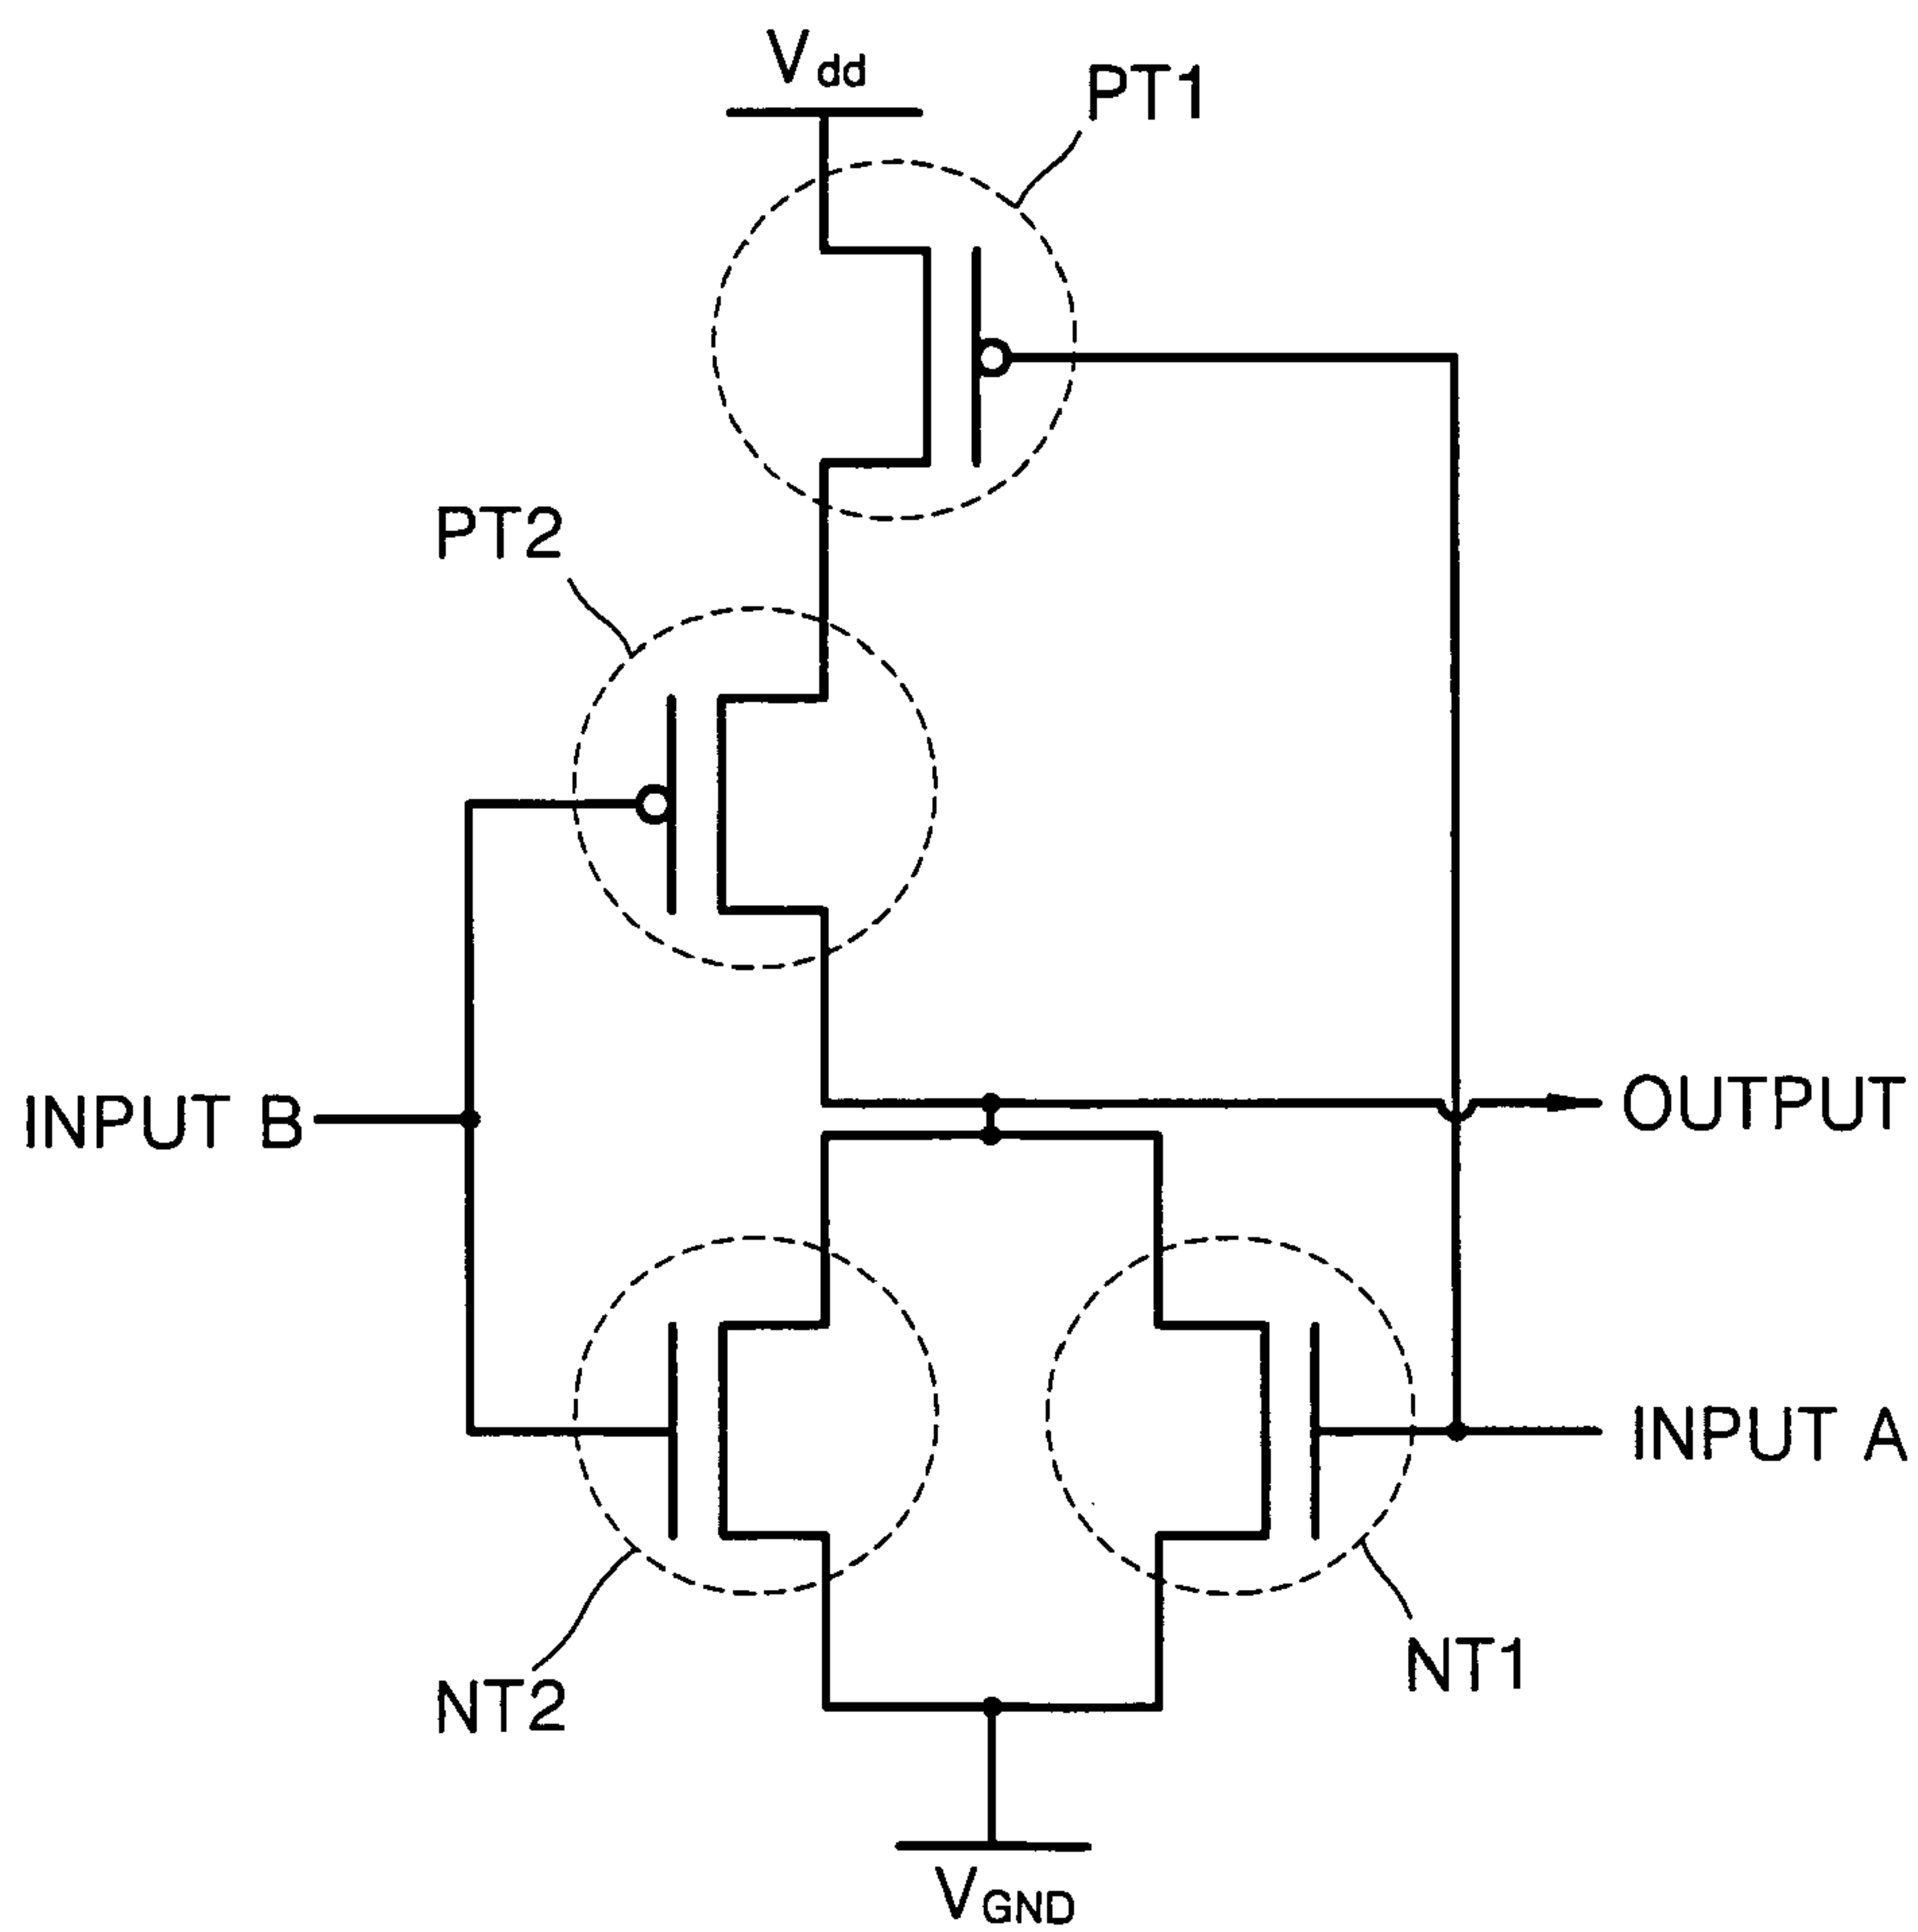 Vdd
PT1
PT2
INPUT B
OUTPUT
INPUT A
NT1
NT2
VGND